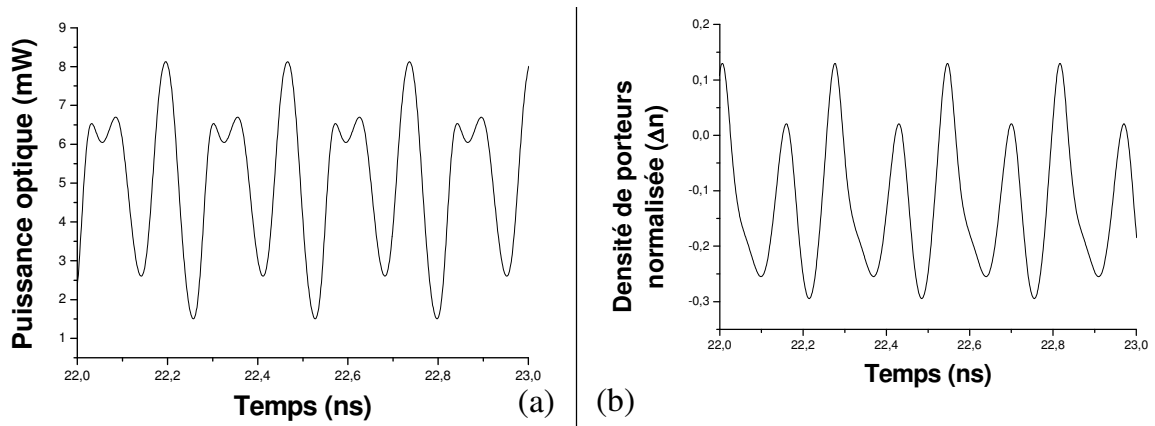 9
8
7
6
5
4
3
2
1
Puissance optique (mW)
22,0 22,2 22,4 22,6 22,8 23,0
Temps (ns)
(a)
0,2
0,1
0,0
-0,1
-0,2
-0,3
Densité de porteurs
normalisée (Δn)
22,0 22,2 22,4 22,6 22,8 23,0
Temps (ns)
(b)